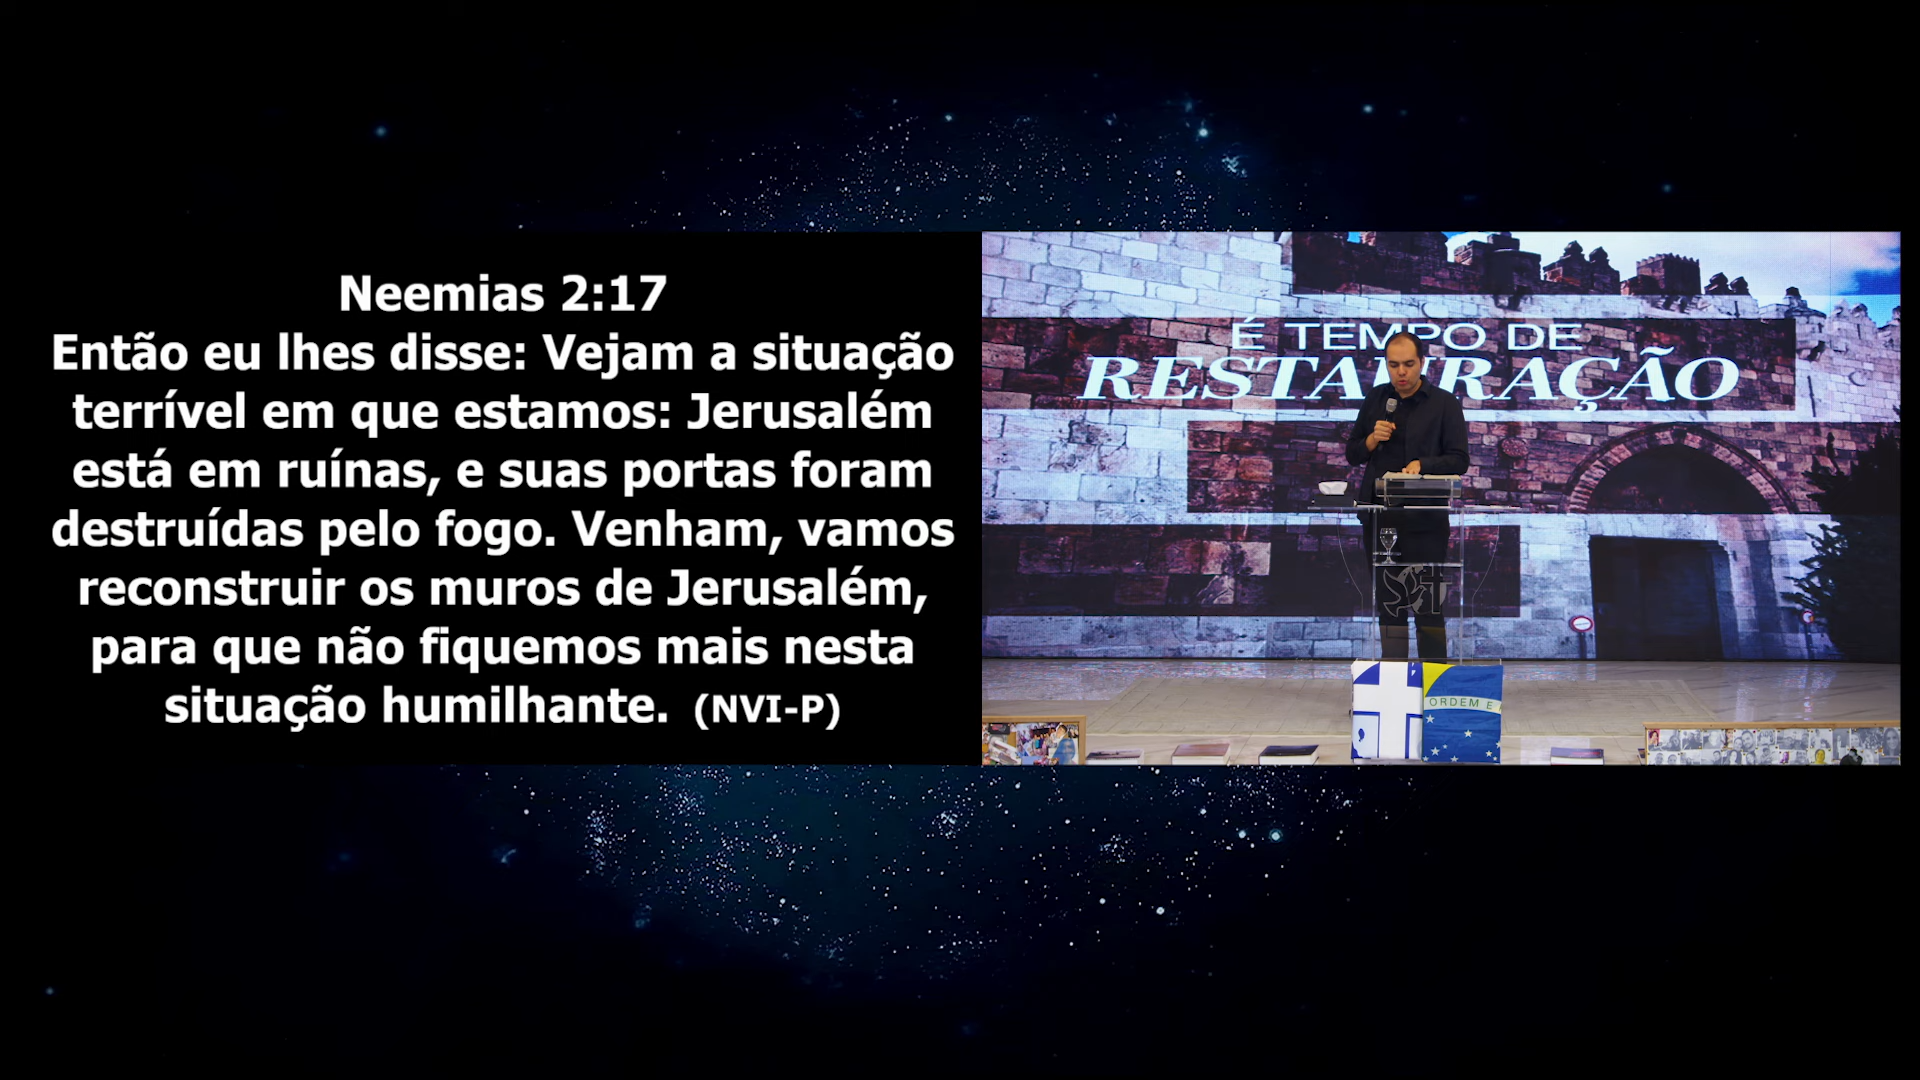 Neemias 2:17
Então eu lhes disse: Vejam a situação
terrível em que estamos: Jerusalém
está em ruínas, e suas portas foram
destruídas pelo fogo. Venham, vamos
reconstruir os muros de Jerusalém,
para que não fiquemos mais nesta
situação humilhante. (NVI-P)
É TEMPO DE
RESTAURAÇÃO
ORDEM E